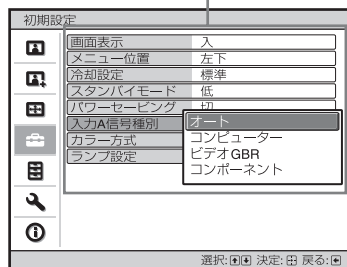 初期設定
画面表示 入
メニュー位置 左下
冷却設定 標準
スタンバイモード 低
パワーセービング 切
入力A信号種別 オート
カラー方式 コンピューター
ランプ設定 ビデオGBR
コンポーネント
選択: 決定: 戻る: